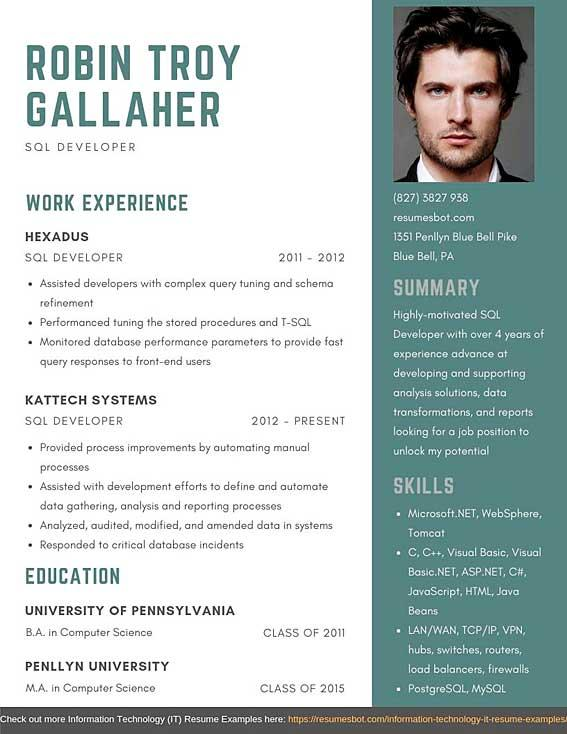 ROBIN TROY
GALLAHER
SQL DEVELOPER
WORK EXPERIENCE
HEXADUS
SQL DEVELOPER 2011 - 2012
• Assisted developers with complex query tuning and schema
refinement
• Performanced tuning the stored procedures and T-SQL
• Monitored database performance parameters to provide fast
query responses to front-end users
KATTECH SYSTEMS
SQL DEVELOPER 2012 - PRESENT
• Provided process improvements by automating manual
processes
• Assisted with development efforts to define and automate
data gathering, analysis and reporting processes
• Analyzed, audited, modified, and amended data in systems
• Responded to critical database incidents
EDUCATION
UNIVERSITY OF PENNSYLVANIA
B.A. in Computer Science CLASS OF 2011
PENLLYN UNIVERSITY
M.A. in Computer Science CLASS OF 2015
(827) 3827 938
resumesbot.com
1351 Penllyn Blue Bell Pike
Blue Bell, PA
SUMMARY
Highly-motivated SQL
Developer with over 4 years of
experience advance at
developing and supporting
analysis solutions, data
transformations, and reports
looking for a job position to
unlock my potential
SKILLS
• Microsoft.NET, WebSphere,
Tomcat
• C, C++, Visual Basic, Visual
Basic.NET, ASP.NET, C#,
JavaScript, HTML, Java
Beans
• LAN/WAN, TCP/IP, VPN,
hubs, switches, routers,
load balancers, firewalls
• PostgreSQL, MySQL
Check out more Information Technology (IT) Resume Examples here: https://resumesbot.com/information-technology-it-resume-examples/